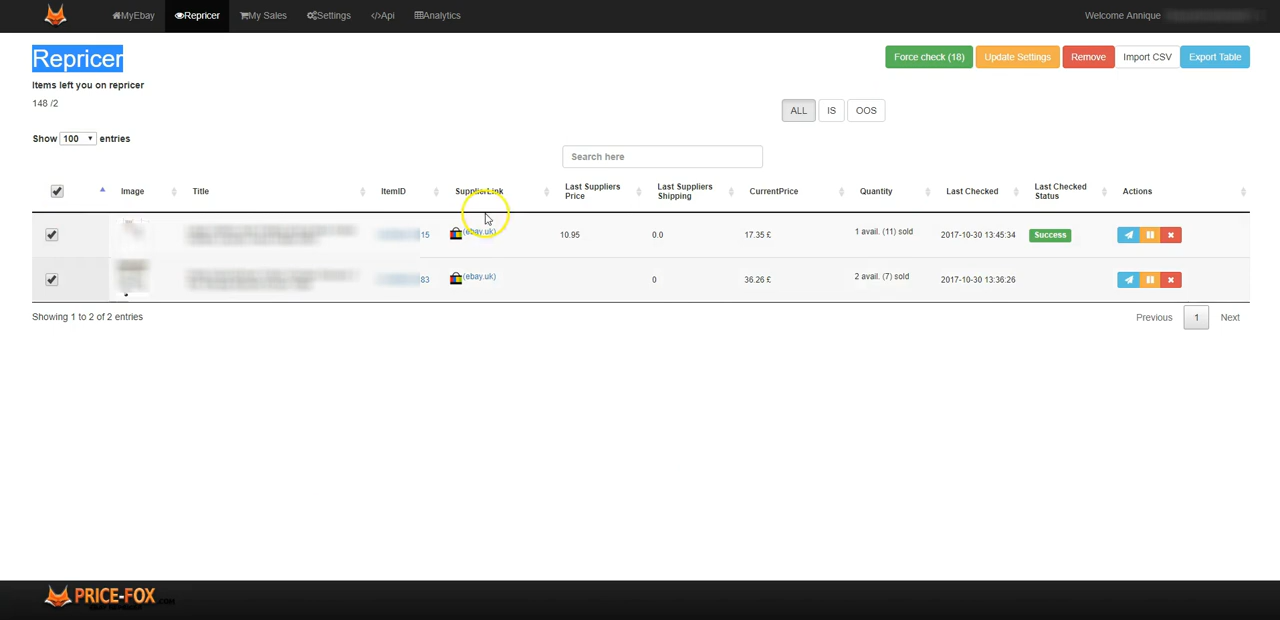 MyEbay Repricer My Sales Settings </>Api Analytics Welcome Annique
Repricer
Force check (18) Update Settings Remove Import CSV Export Table
Items left you on repricer
148 /2
ALL IS OOS
Show 100 entries
Search here
Image Title ItemID SupplierLink Last Suppliers Price Last Suppliers Shipping CurrentPrice Quantity Last Checked Last Checked Status Actions
15 (ebay.uk) 10.95 0.0 17.35 £ 1 avail. (11) sold 2017-10-30 13:45:34 Success
83 (ebay.uk) 0 36.26 £ 2 avail. (7) sold 2017-10-30 13:36:26
Showing 1 to 2 of 2 entries
Previous 1 Next
PRICE-FOX.COM